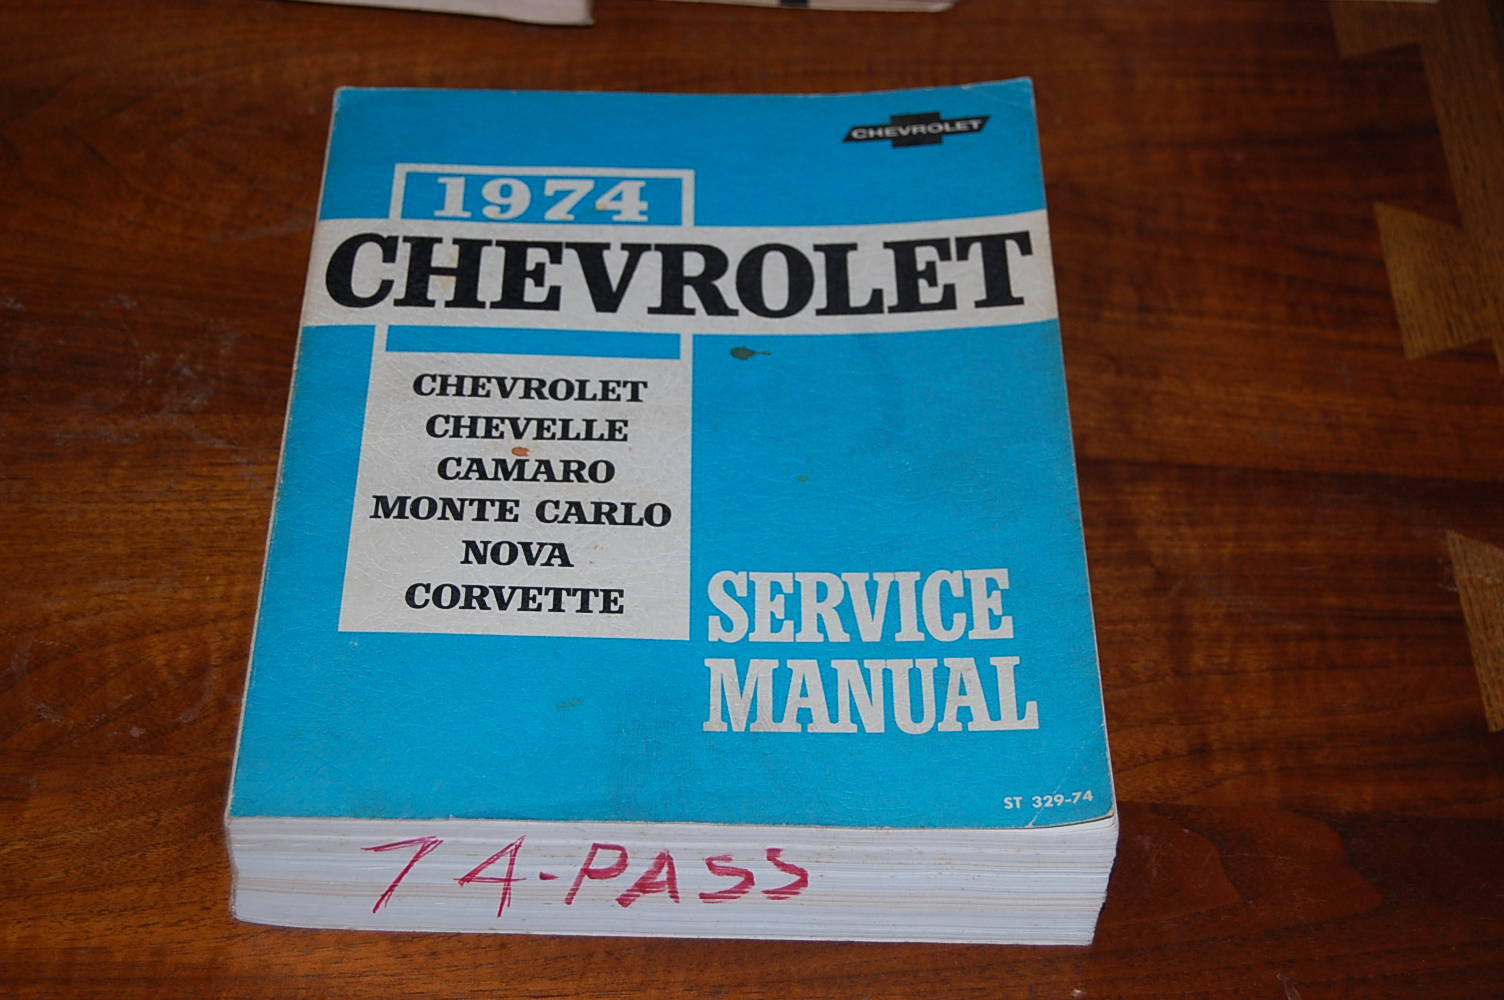 CHEVROLET
1974
CHEVROLET
CHEVROLET
CHEVELLE
CAMARO
MONTE CARLO
NOVA
CORVETTE
SERVICE
MANUAL
ST 329-74
74-PASS